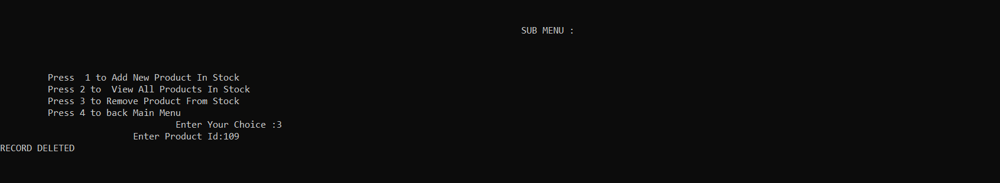 SUB MENU :
Press  1 to Add New Product In Stock
Press 2 to  View All Products In Stock
Press 3 to Remove Product From Stock
Press 4 to back Main Menu
Enter Your Choice :3
Enter Product Id:109
RECORD DELETED